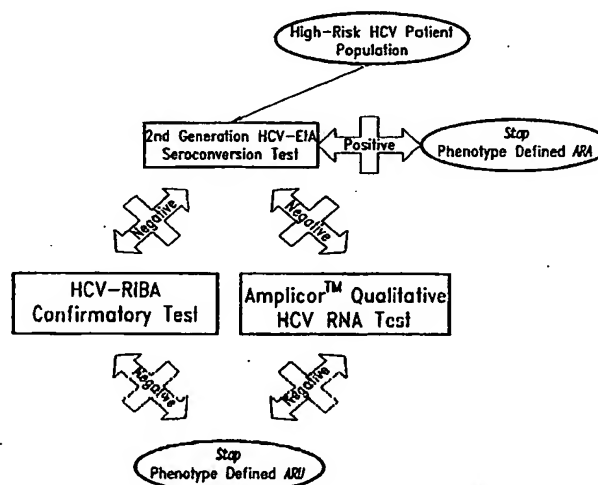 High-Risk HCV Patient
Population
2nd Generation HCV-EIA
Seroconversion Test
Positive
Stop
Phenotype Defined ARA
Negative
Negative
HCV-RIBA
Confirmatory Test
Amplicor™ Qualitative
HCV RNA Test
Negative
Negative
Stop
Phenotype Defined ARU